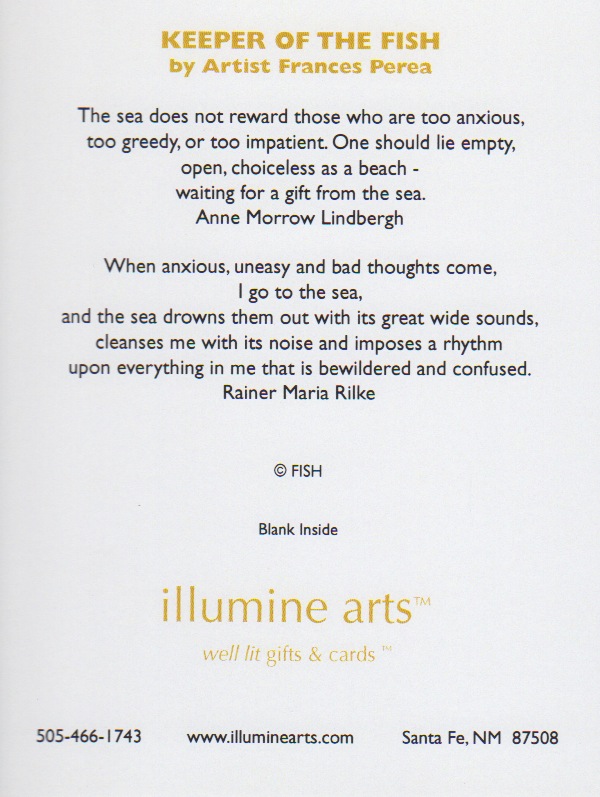 KEEPER OF THE FISH
by Artist Frances Perea
The sea does not reward those who are too anxious,
too greedy, or too impatient. One should lie empty,
open, choiceless as a beach -
waiting for a gift from the sea.
Anne Morrow Lindbergh
When anxious, uneasy and bad thoughts come,
I go to the sea,
and the sea drowns them out with its great wide sounds,
cleanses me with its noise and imposes a rhythm
upon everything in me that is bewildered and confused.
Rainer Maria Rilke
© FISH
Blank Inside
illumine arts™
well lit gifts & cards ™
505-466-1743 www.illuminearts.com Santa Fe, NM 87508